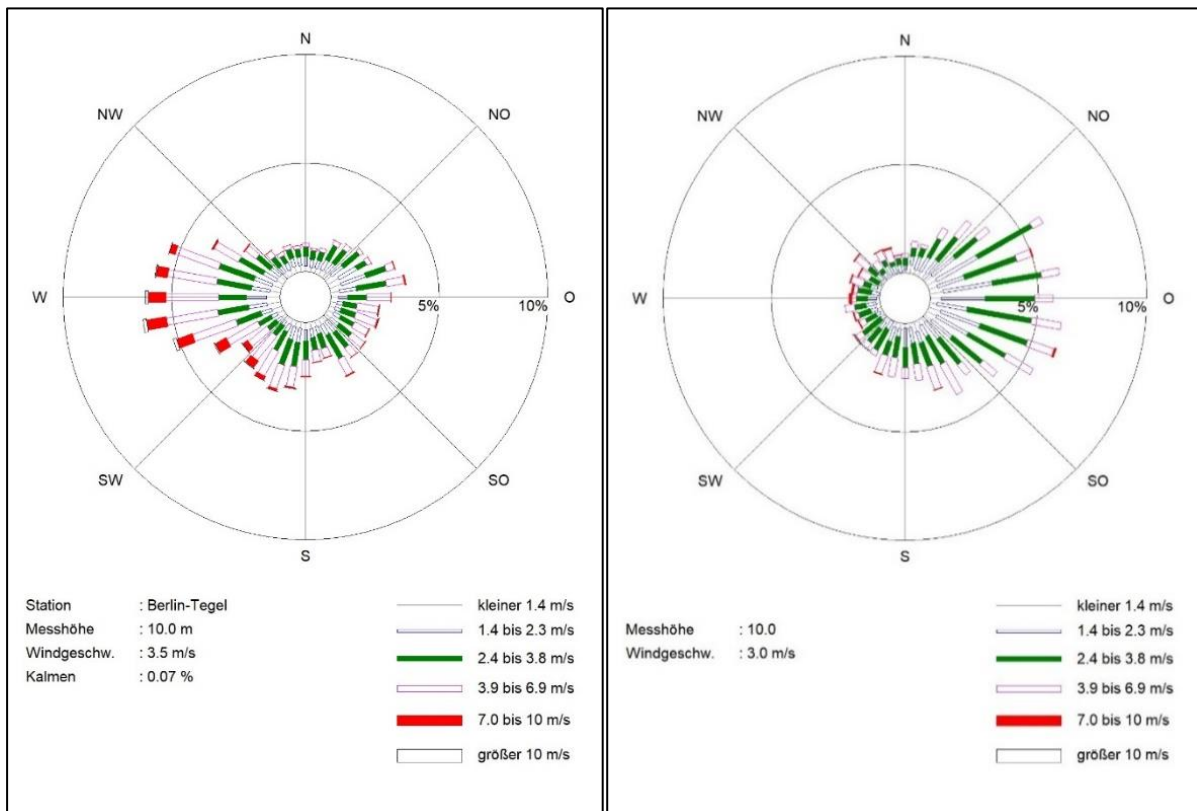 N
NW
NO
W
5%
10%
O
SW
SO
S
Station : Berlin-Tegel
Messhöhe : 10.0 m
Windgeschw. : 3.5 m/s
Kalmen : 0.07 %
kleiner 1.4 m/s
1.4 bis 2.3 m/s
2.4 bis 3.8 m/s
3.9 bis 6.9 m/s
7.0 bis 10 m/s
größer 10 m/s
N
NW
NO
W
5%
10%
O
SW
SO
S
Messhöhe : 10.0
Windgeschw. : 3.0 m/s
kleiner 1.4 m/s
1.4 bis 2.3 m/s
2.4 bis 3.8 m/s
3.9 bis 6.9 m/s
7.0 bis 10 m/s
größer 10 m/s